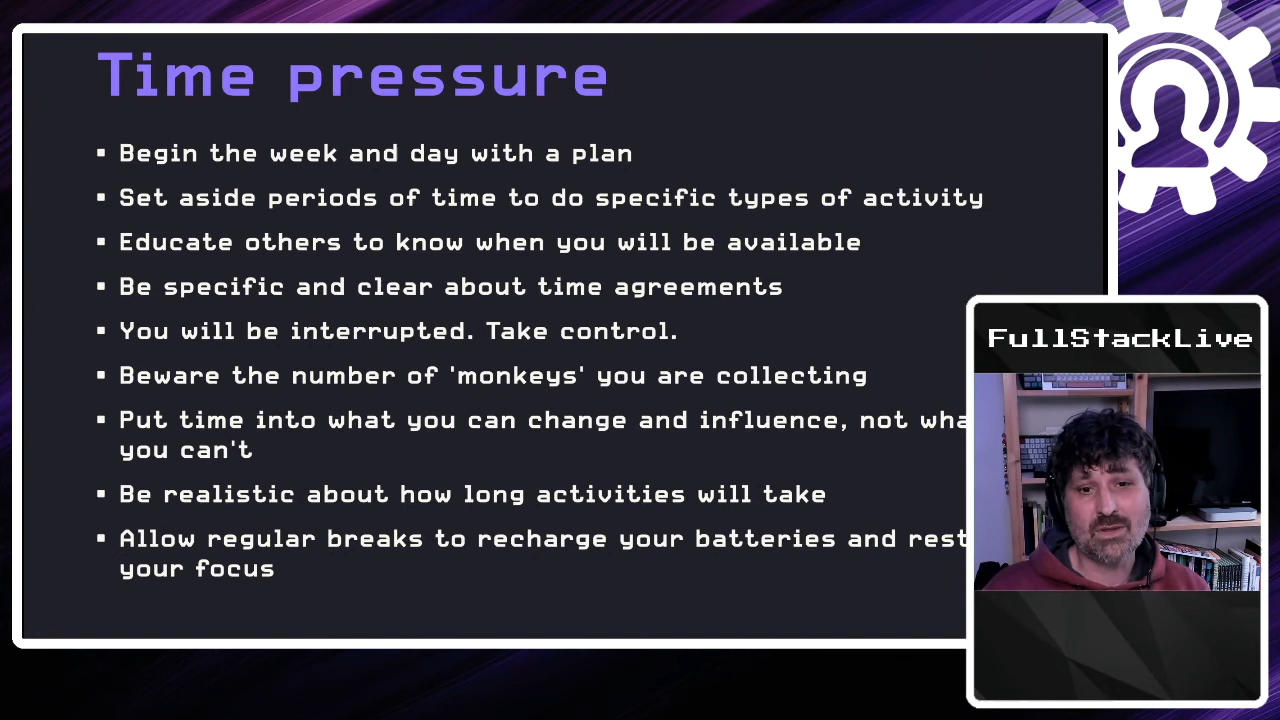 Time pressure
Begin the week and day with a plan
Set aside periods of time to do specific types of activity
Educate others to know when you will be available
Be specific and clear about time agreements
You will be interrupted. Take control.
Beware the number of 'monkeys' you are collecting
Put time into what you can change and influence, not
you can't
Be realistic about how long activities will take
Allow regular breaks to recharge your batteries and rest
your focus
FullStackLive